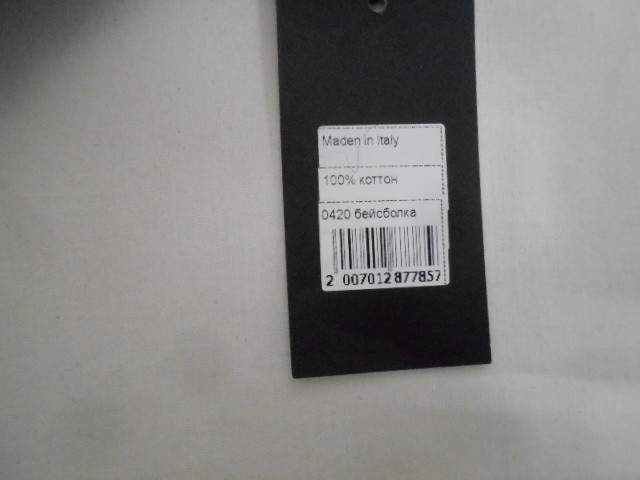 Maden in Italy
100% коттон
0420 бейсболка
2 007012 877857